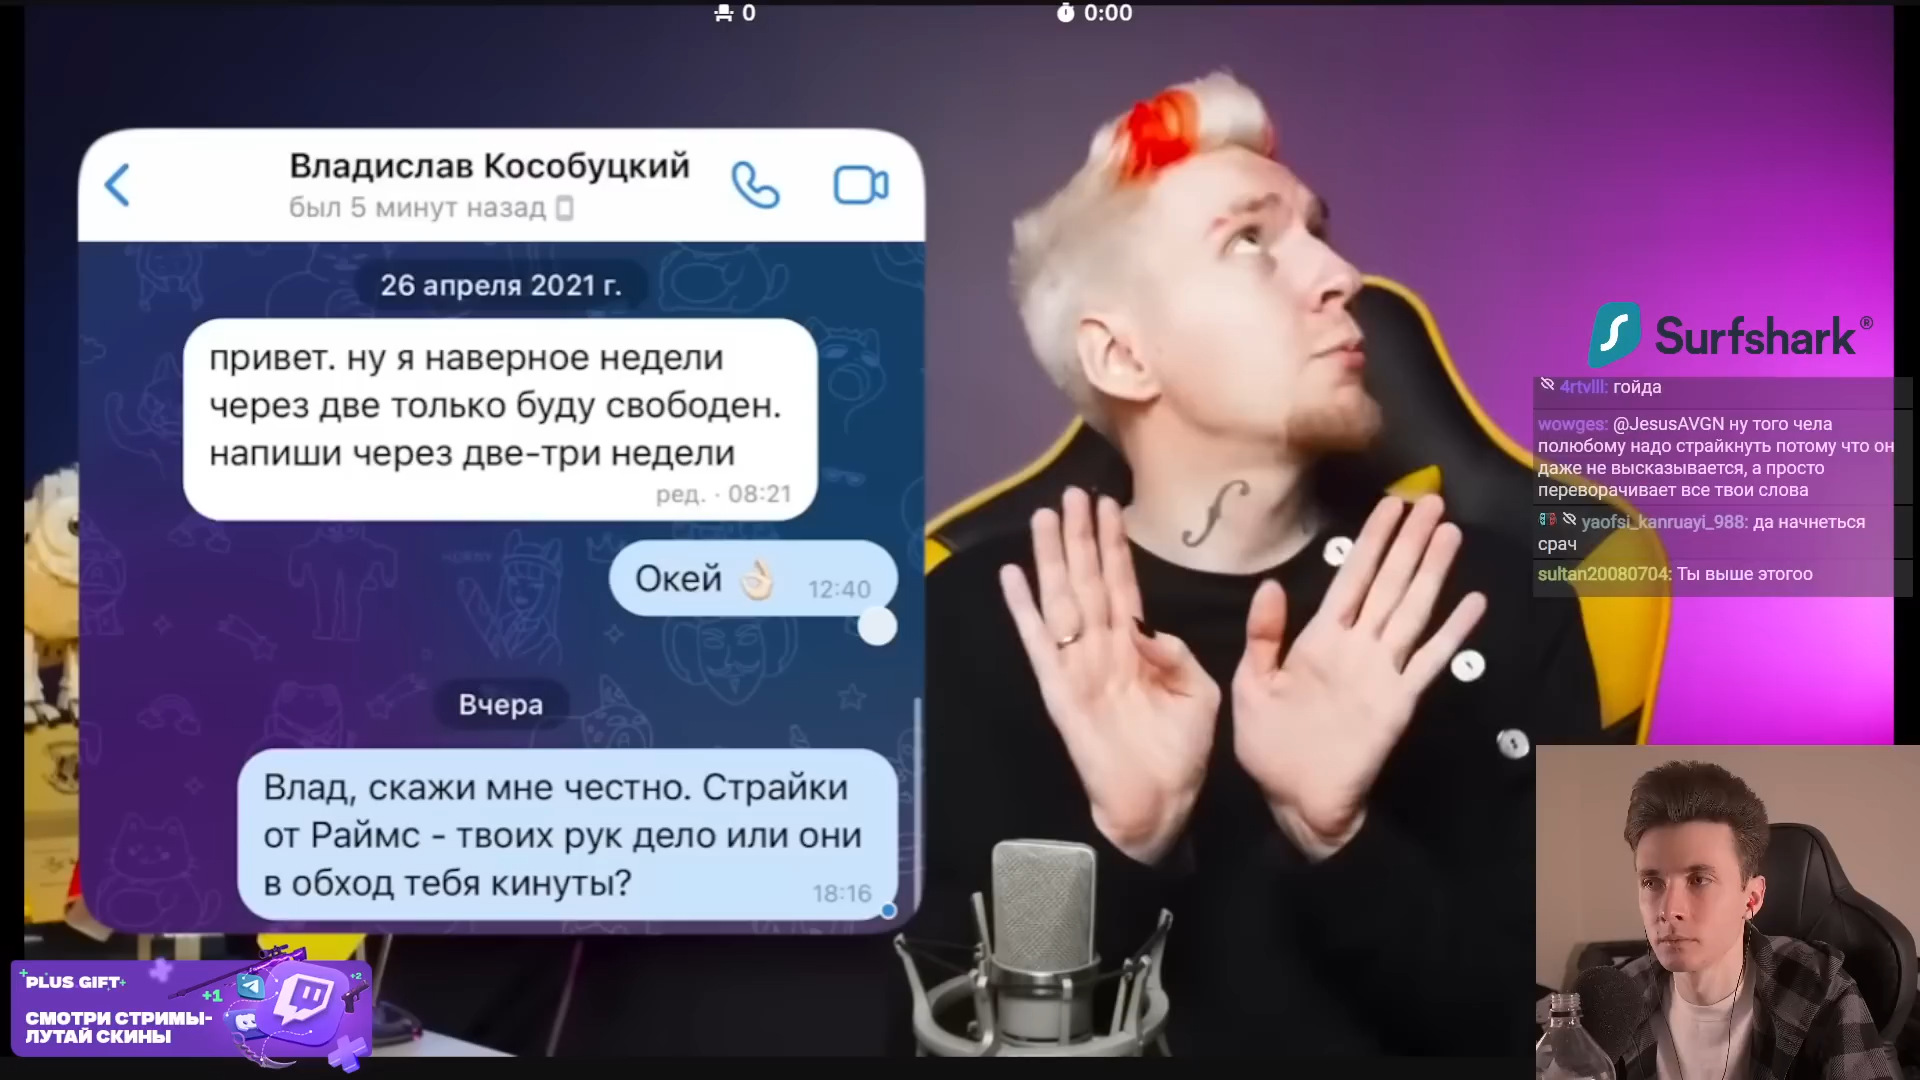 0
0:00
Владислав Кособуцкий
был 5 минут назад
26 апреля 2021 г.
привет. ну я наверное недели
через две только буду свободен.
напиши через две-три недели
ред. · 08:21
Окей 👌🏻 12:40
Вчера
Влад, скажи мне честно. Страйки
от Раймс - твоих рук дело или они
в обход тебя кинуты?
18:16
Surfshark®
4rtvlll: гойда
wowges: @JesusAVGN ну того чела
полюбому надо страйкнуть потому что он
даже не высказывается, а просто
переворачивает все твои слова
yaofsi_kanruayi_988: да начнеться
срач
sultan20080704: Ты выше этогоо
+PLUS GIFT+
+1
+2
СМОТРИ СТРИМЫ-
ЛУТАЙ СКИНЫ